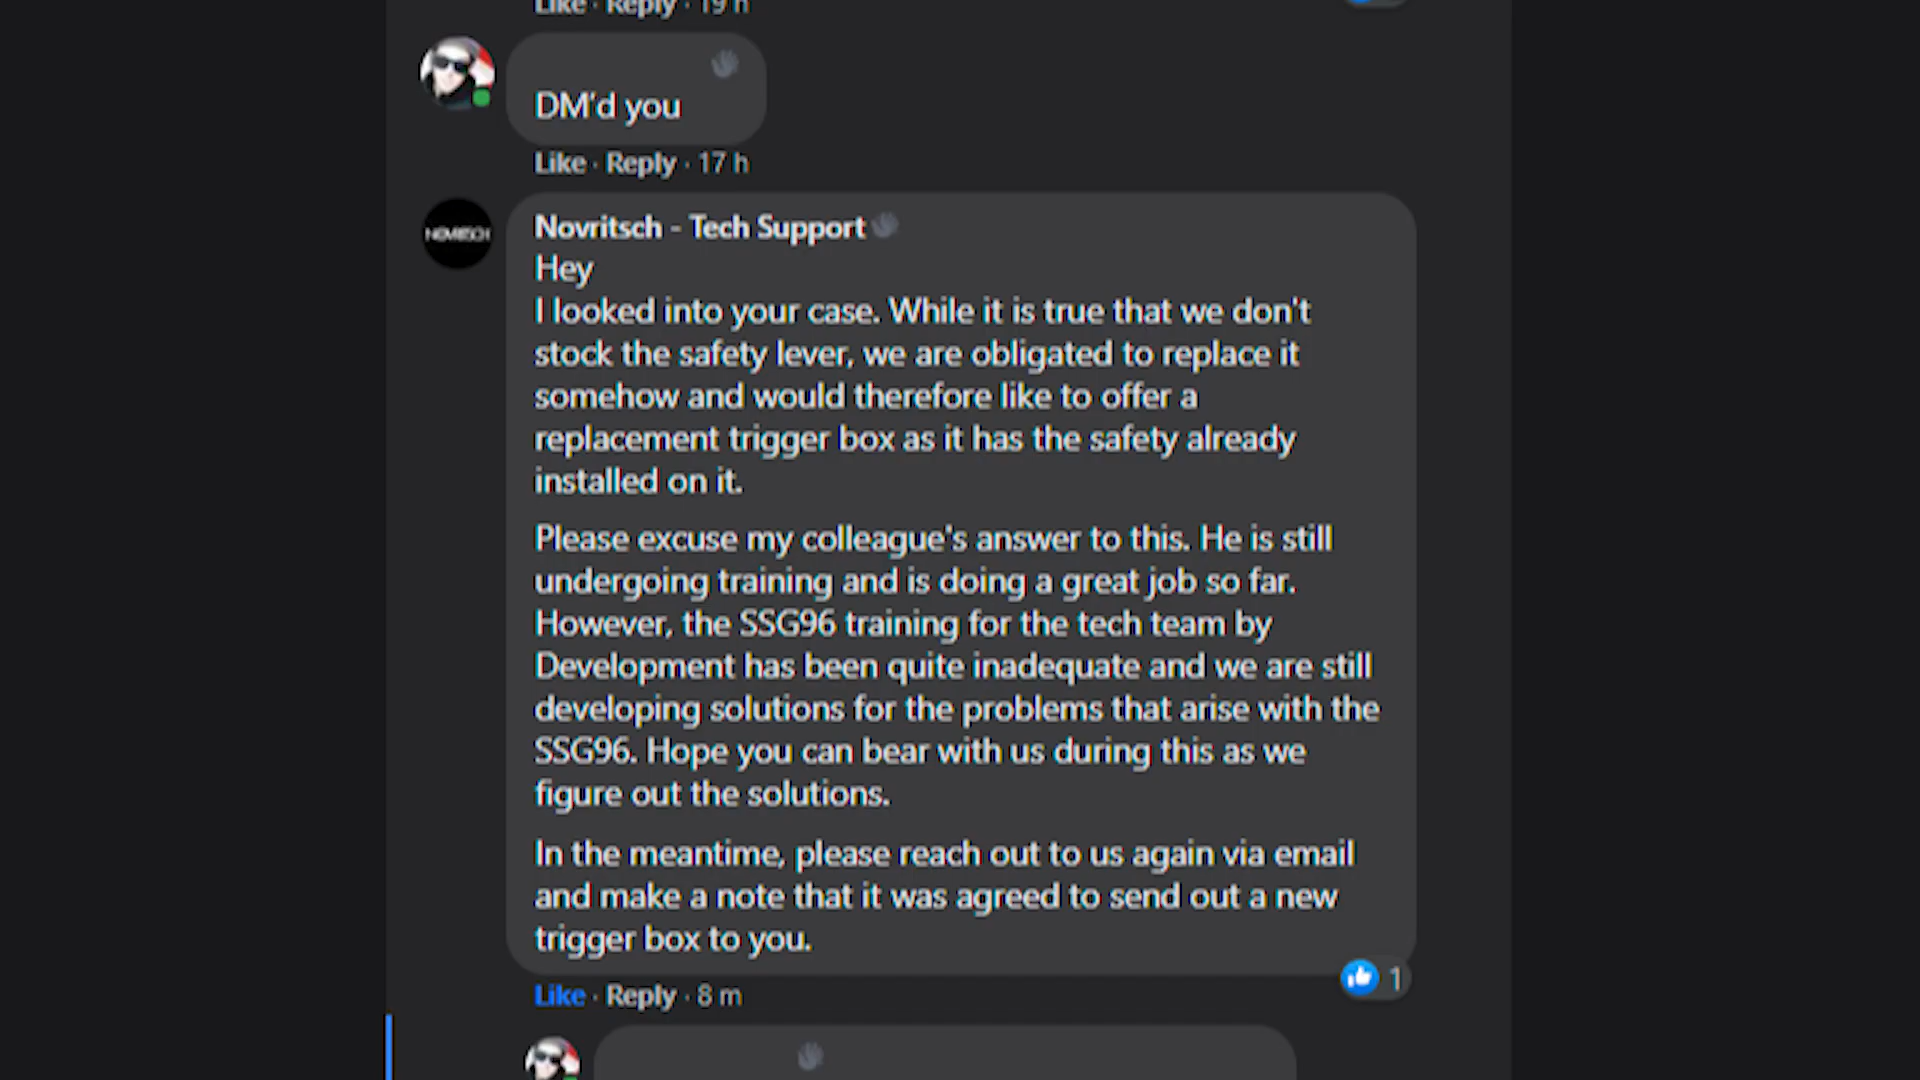 Like · Reply · 19 h
DM'd you
Like · Reply · 17 h
NOVRITSCH
Novritsch - Tech Support
Hey
I looked into your case. While it is true that we don't
stock the safety lever, we are obligated to replace it
somehow and would therefore like to offer a
replacement trigger box as it has the safety already
installed on it.
Please excuse my colleague's answer to this. He is still
undergoing training and is doing a great job so far.
However, the SSG96 training for the tech team by
Development has been quite inadequate and we are still
developing solutions for the problems that arise with the
SSG96. Hope you can bear with us during this as we
figure out the solutions.
In the meantime, please reach out to us again via email
and make a note that it was agreed to send out a new
trigger box to you.
1
Like · Reply · 8 m